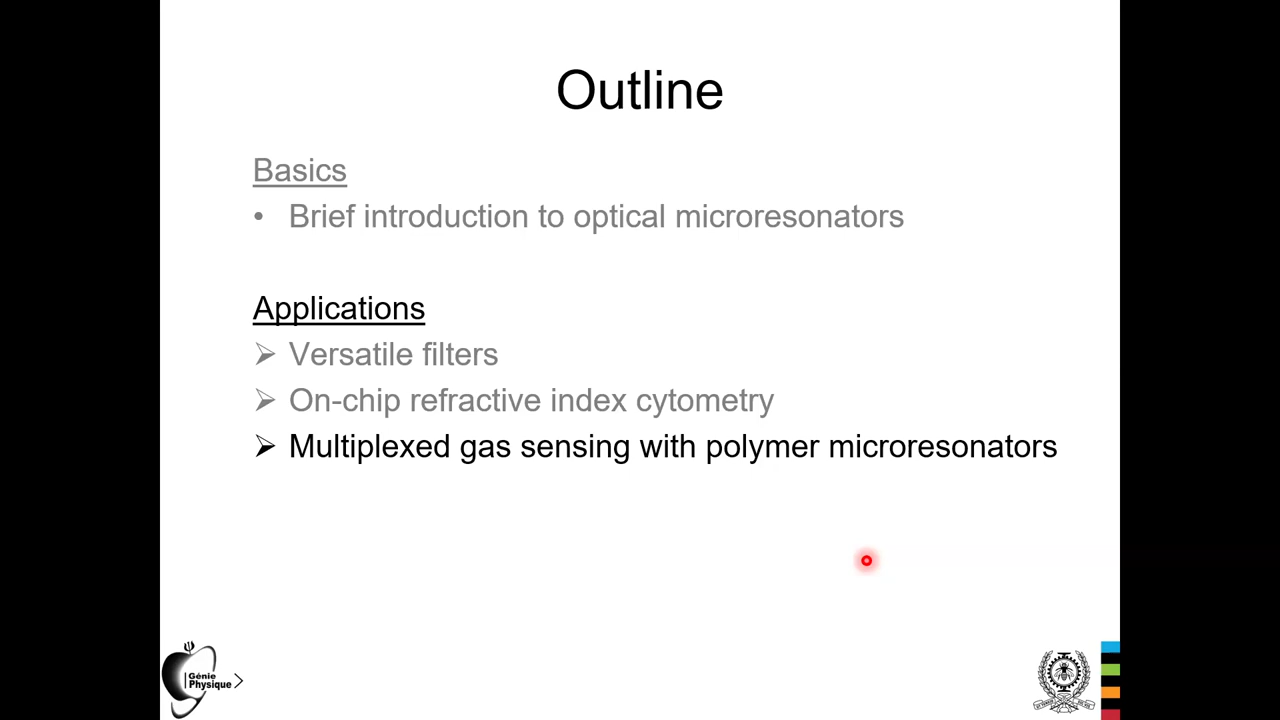 Outline
Basics
• Brief introduction to optical microresonators
Applications
➢ Versatile filters
➢ On-chip refractive index cytometry
➢ Multiplexed gas sensing with polymer microresonators
Génie
Physique